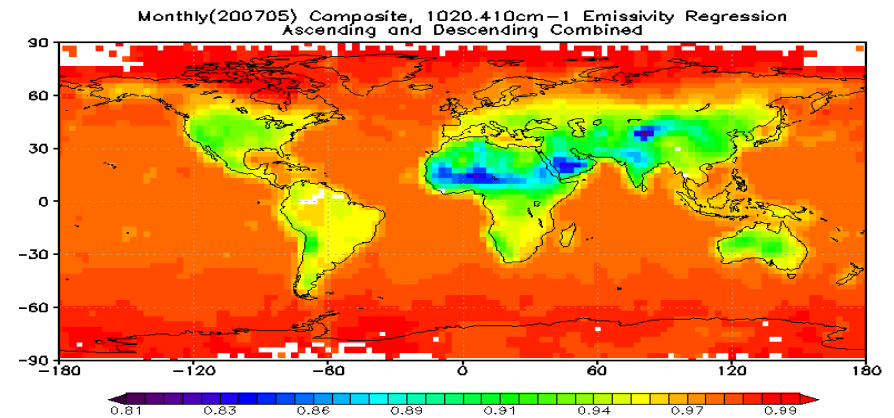 Monthly(200705) Composite, 1020.410cm-1 Emissivity Regression
Ascending and Descending Combined
90
60
30
0
-30
-60
-90
-180 -120 -60 0 60 120 180
0.81 0.83 0.86 0.89 0.91 0.94 0.97 0.99